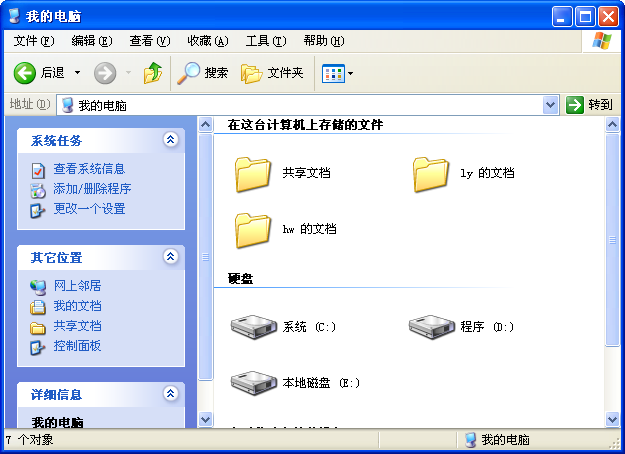 我的电脑
文件(F) 编辑(E) 查看(V) 收藏(A) 工具(T) 帮助(H)
后退 搜索 文件夹
地址(D) 我的电脑 转到
系统任务
查看系统信息
添加/删除程序
更改一个设置
其它位置
网上邻居
我的文档
共享文档
控制面板
详细信息
我的电脑
在这台计算机上存储的文件
共享文档 ly 的文档
hw 的文档
硬盘
系统 (C:) 程序 (D:)
本地磁盘 (E:)
7 个对象 我的电脑